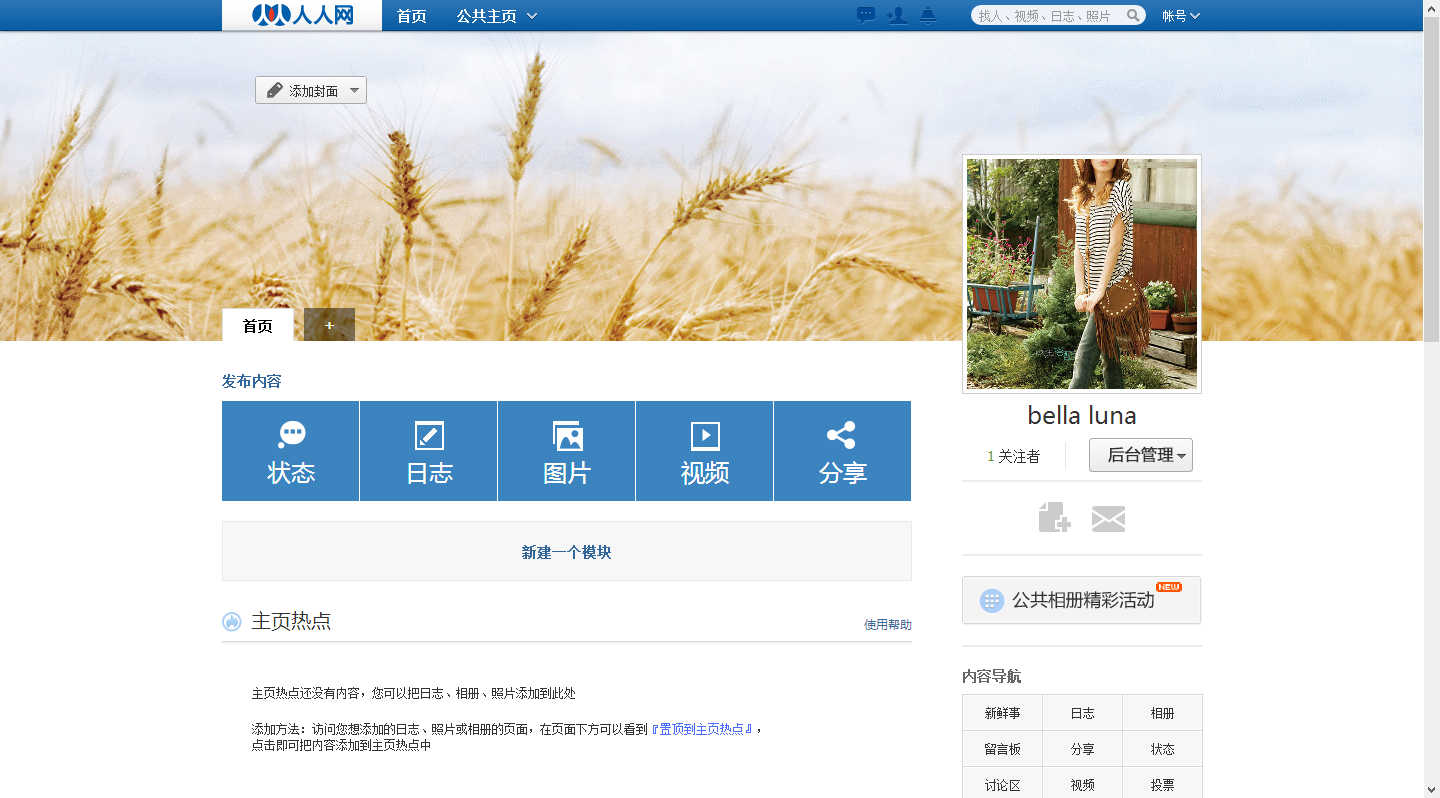 人人网
首页
公共主页
找人、视频、日志、照片
帐号
添加封面
首页
+
发布内容
状态
日志
图片
视频
分享
新建一个模块
主页热点
使用帮助
主页热点还没有内容，您可以把日志、相册、照片添加到此处
添加方法：访问您想添加的日志、照片或相册的页面，在页面下方可以看到『置顶到主页热点』，
点击即可把内容添加到主页热点中
bella luna
1 关注者
后台管理
公共相册精彩活动
NEW
内容导航
新鲜事
日志
相册
留言板
分享
状态
讨论区
视频
投票